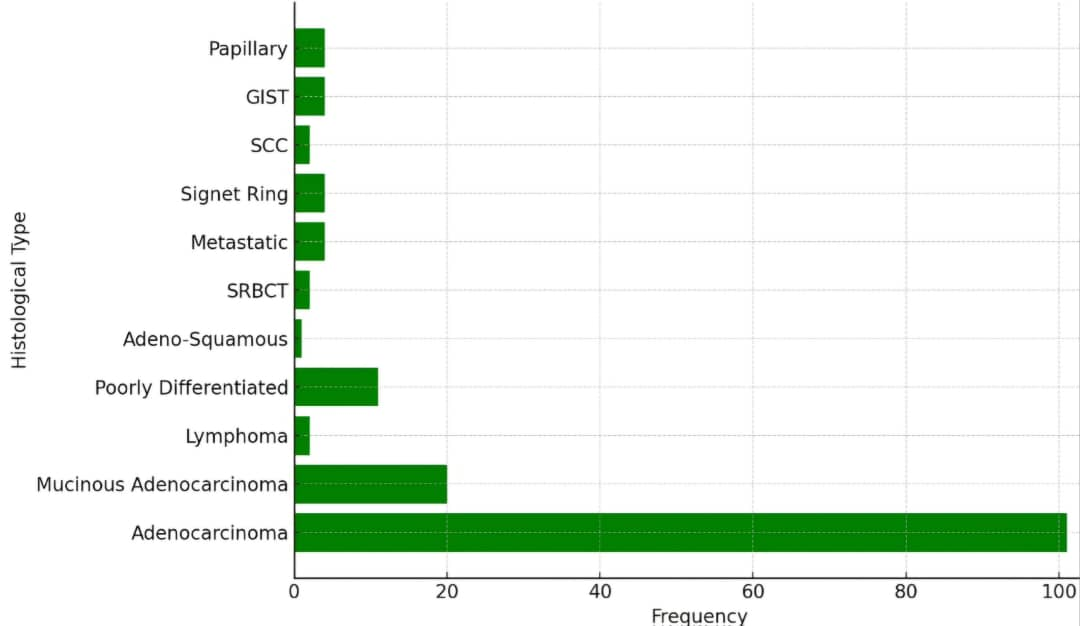 Papillary
GIST
SCC
Signet Ring
Metastatic
SRBCT
Adeno-Squamous
Poorly Differentiated
Lymphoma
Mucinous Adenocarcinoma
Adenocarcinoma
Histological Type
0 20 40 60 80 100
Frequency